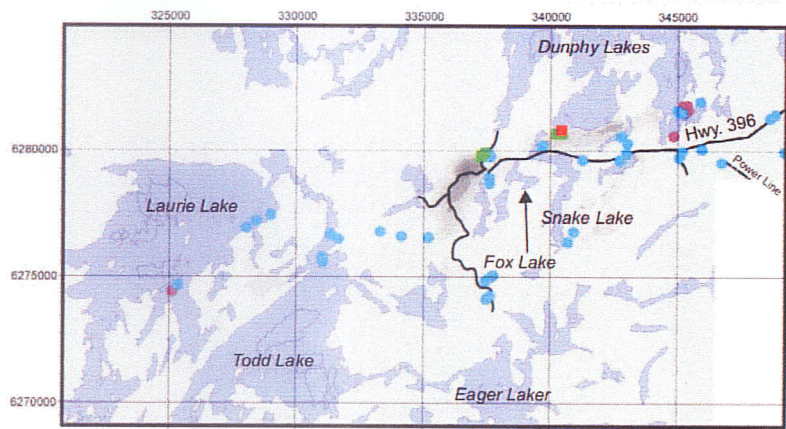 325000 330000 335000 340000 345000
Dunphy Lakes
Hwy. 396
6280000
Power Line
Laurie Lake
Snake Lake
Fox Lake
6275000
Todd Lake
Eager Laker
6270000